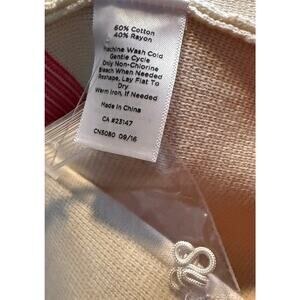 60% Cotton
40% Rayon
Machine Wash Cold
Gentle Cycle
Only Non-Chlorine
Bleach When Needed
Reshape, Lay Flat To
Dry
Warm Iron, If Needed
Made in China
CA #23147
CN5080 09/16